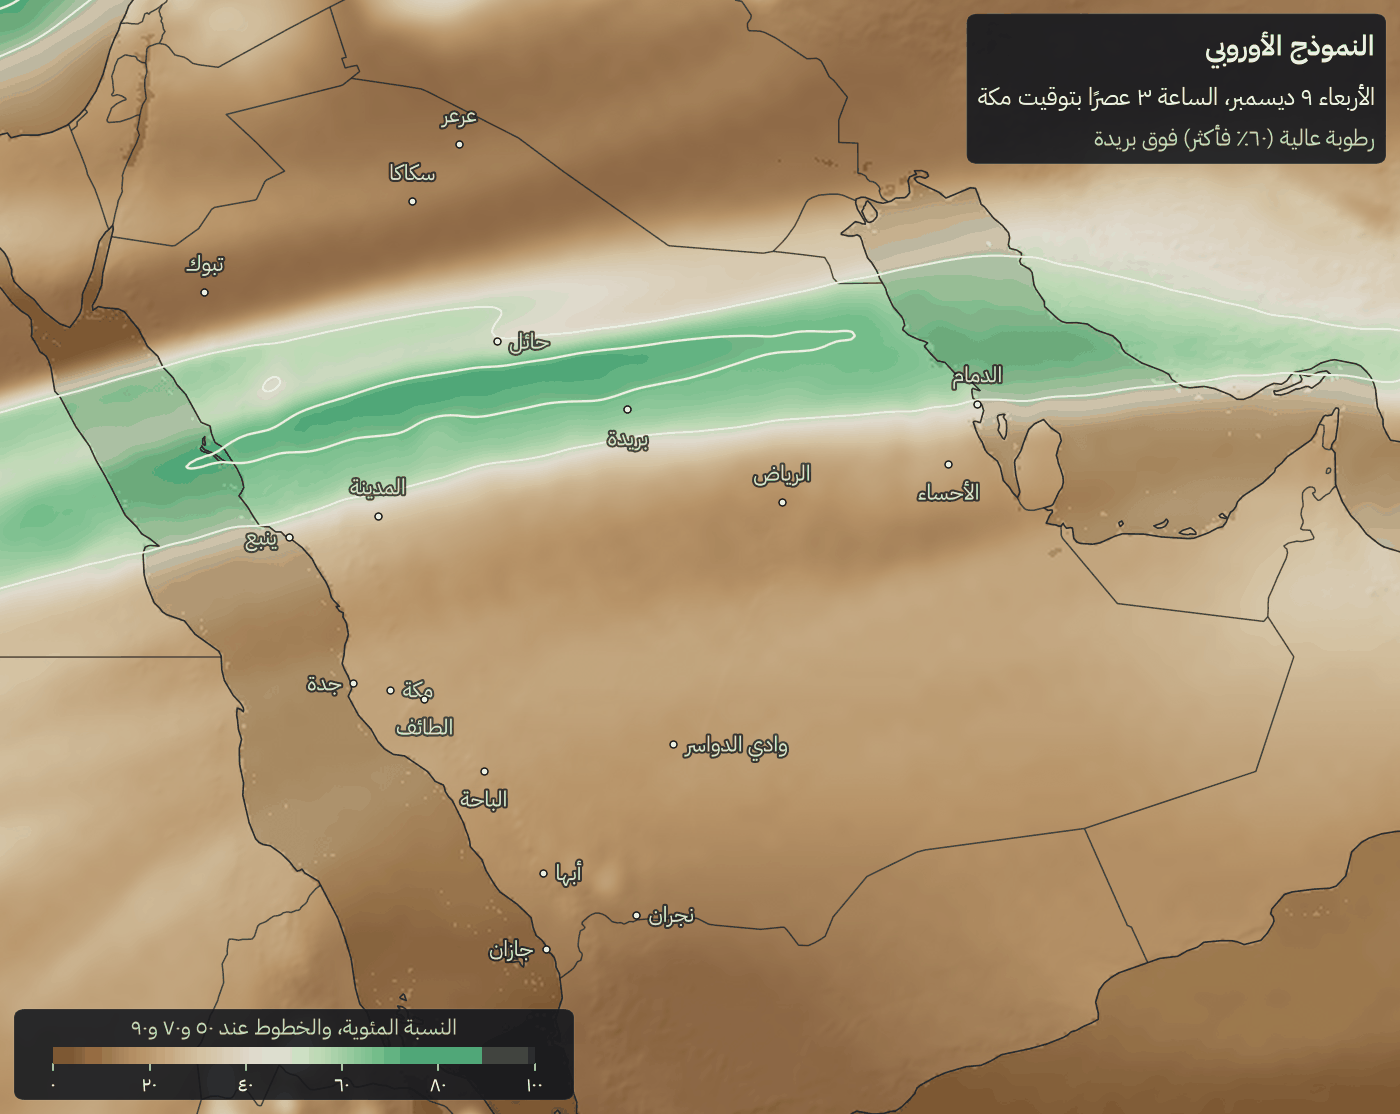 النموذج الأوروبي
الأربعاء ٩ ديسمبر، الساعة ٣ عصرًا بتوقيت مكة
رطوبة عالية (٦٠٪ فأكثر) فوق بريدة
عرعر
سكاكا
تبوك
حائل
الدمام
بريدة
الرياض
المدينة
الأحساء
ينبع
جدة
مكة
الطائف
وادي الدواسر
الباحة
أبها
نجران
جازان
النسبة المئوية، والخطوط عند ٥٠ و٧٠ و٩٠
٠ ٢٠ ٤٠ ٦٠ ٨٠ ١٠٠